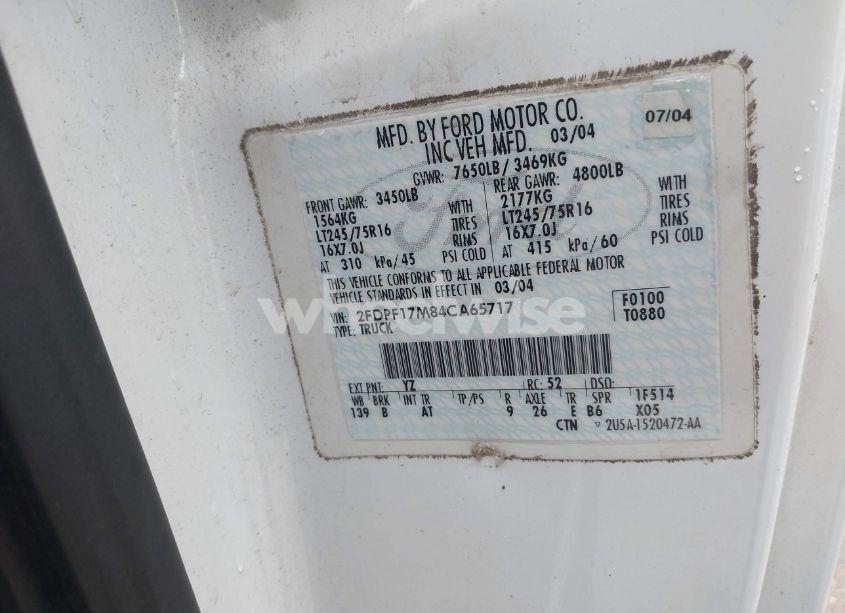 07/04
MFD. BY FORD MOTOR CO.
INC VEH MFD. 03/04
GVWR: 7650LB / 3469KG
FRONT GAWR: 3450LB REAR GAWR: 4800LB
1564KG WITH 2177KG WITH
LT245/75R16 TIRES LT245/75R16 TIRES
16X7.0J RIMS 16X7.0J RIMS
AT 310 kPa/45 PSI COLD AT 415 kPa/60 PSI COLD
THIS VEHICLE CONFORMS TO ALL APPLICABLE FEDERAL MOTOR
VEHICLE STANDARDS IN EFFECT IN 03/04
VIN: 2FDPF17M84CA65717 F0100
TYPE: TRUCK T0880
EXT PNT: YZ RC: 52 DSO:
WB BRK INT TR TP/PS R AXLE TR SPR 1F514
139 B AT 9 26 E B6 X05
CTN 2U5A-1520472-AA